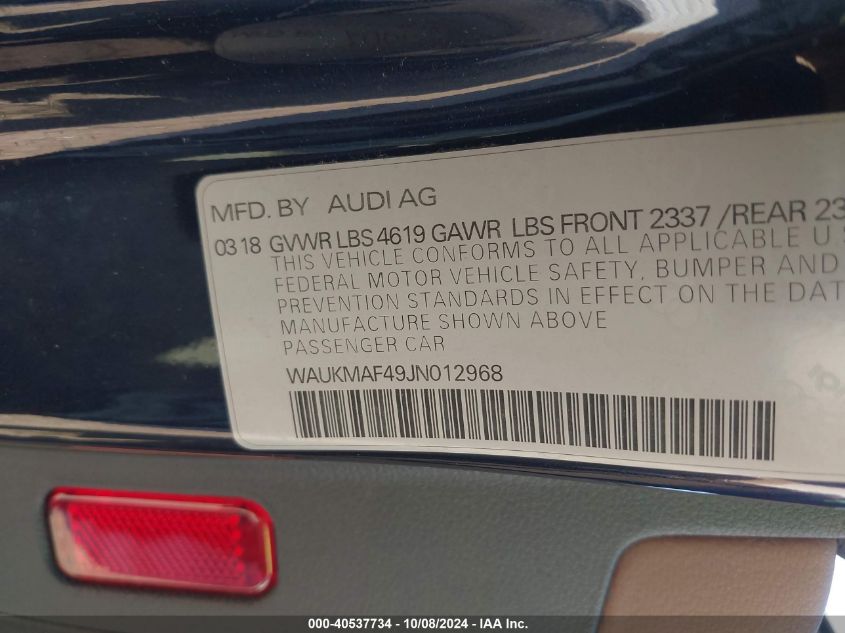 MFD. BY AUDI AG
03 18 GVWR LBS 4619 GAWR LBS FRONT 2337 /REAR 23
THIS VEHICLE CONFORMS TO ALL APPLICABLE U.S
FEDERAL MOTOR VEHICLE SAFETY, BUMPER AND
PREVENTION STANDARDS IN EFFECT ON THE DAT
MANUFACTURE SHOWN ABOVE
PASSENGER CAR
WAUKMAF49JN012968
000-40537734 - 10/08/2024 - IAA Inc.